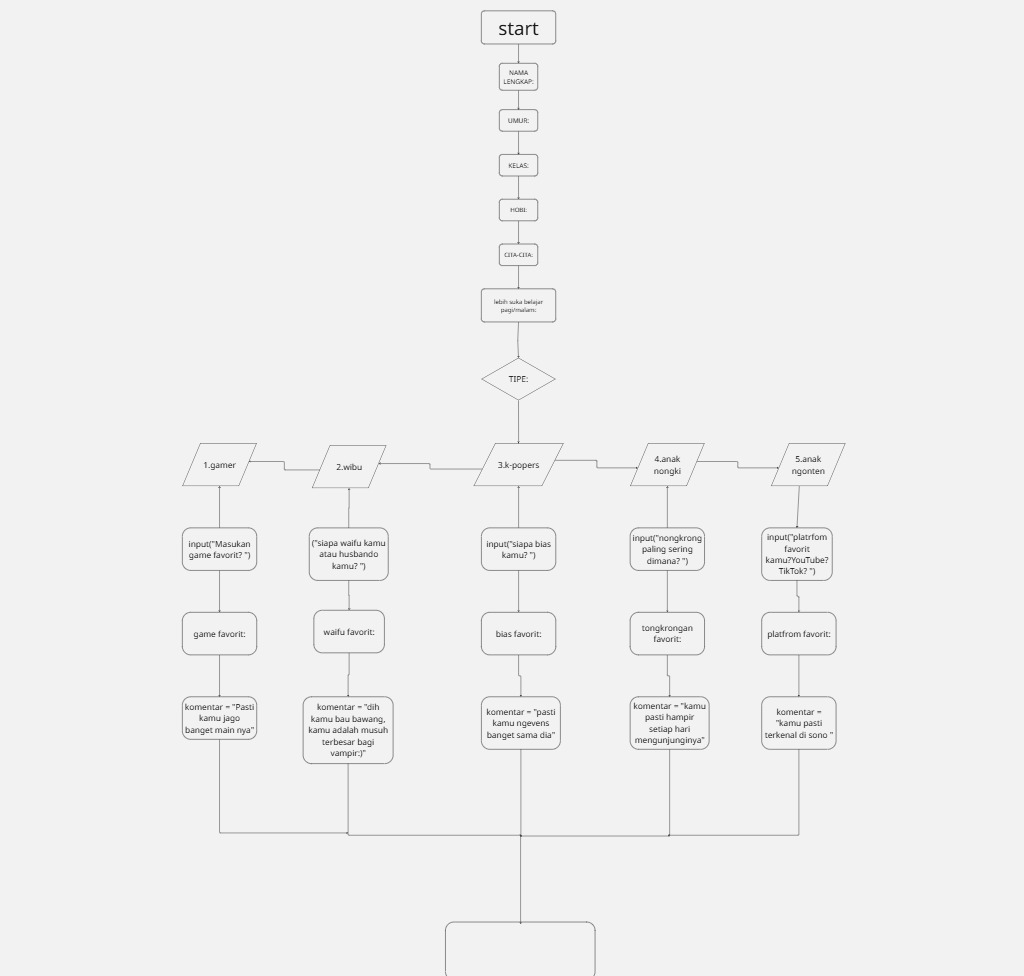 start
NAMA
LENGKAP:
UMUR:
KELAS:
HOBI:
CITA-CITA:
lebih suka belajar
pagi/malam:
TIPE:
1.gamer
2.wibu
3.k-popers
4.anak
nongki
5.anak
ngonten
input("Masukan
game favorit? ")
("siapa waifu kamu
atau husbando
kamu? ")
input("siapa bias
kamu? ")
input("nongkrong
paling sering
dimana? ")
input("platrfom
favorit
kamu?YouTube?
TikTok? ")
game favorit:
waifu favorit:
bias favorit:
tongkrongan
favorit:
platfrom favorit:
komentar = "Pasti
kamu jago
banget main nya"
komentar = "dih
kamu bau bawang,
kamu adalah musuh
terbesar bagi
vampir:)"
komentar = "pasti
kamu ngevens
banget sama dia"
komentar = "kamu
pasti hampir
setiap hari
mengunjunginya"
komentar =
"kamu pasti
terkenal di sono "